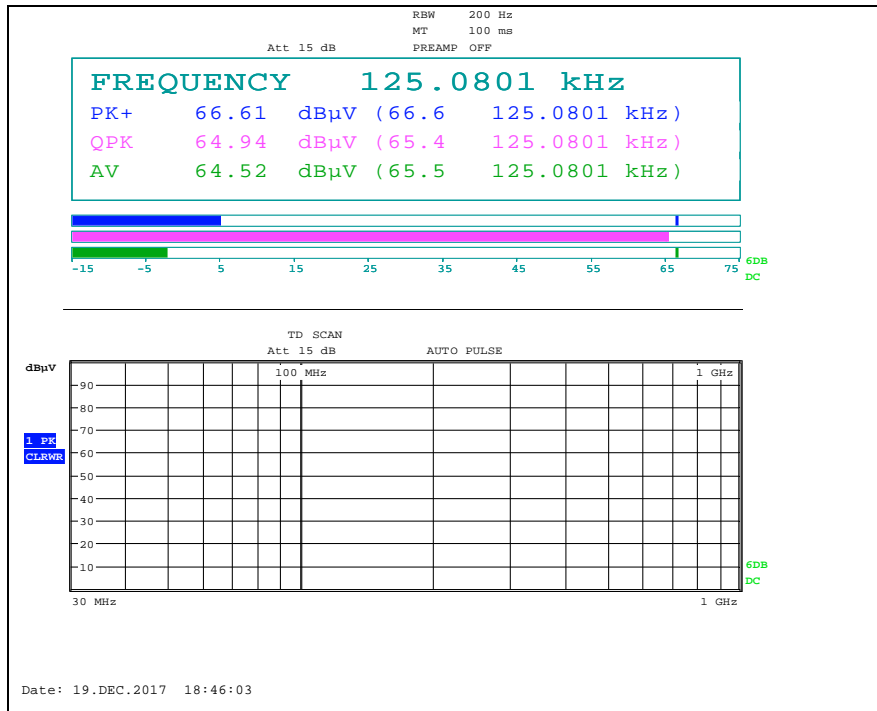 RBW 200 Hz
MT 100 ms
Att 15 dB PREAMP OFF
FREQUENCY 125.0801 kHz
PK+ 66.61 dBµV (66.6 125.0801 kHz)
QPK 64.94 dBµV (65.4 125.0801 kHz)
AV 64.52 dBµV (65.5 125.0801 kHz)
-15 -5 5 15 25 35 45 55 65 75
6DB
DC
TD SCAN
Att 15 dB AUTO PULSE
dBµV
100 MHz 1 GHz
90
80
70
1 PK
CLRWR
60
50
40
30
20
10
6DB
DC
30 MHz 1 GHz
Date: 19.DEC.2017 18:46:03